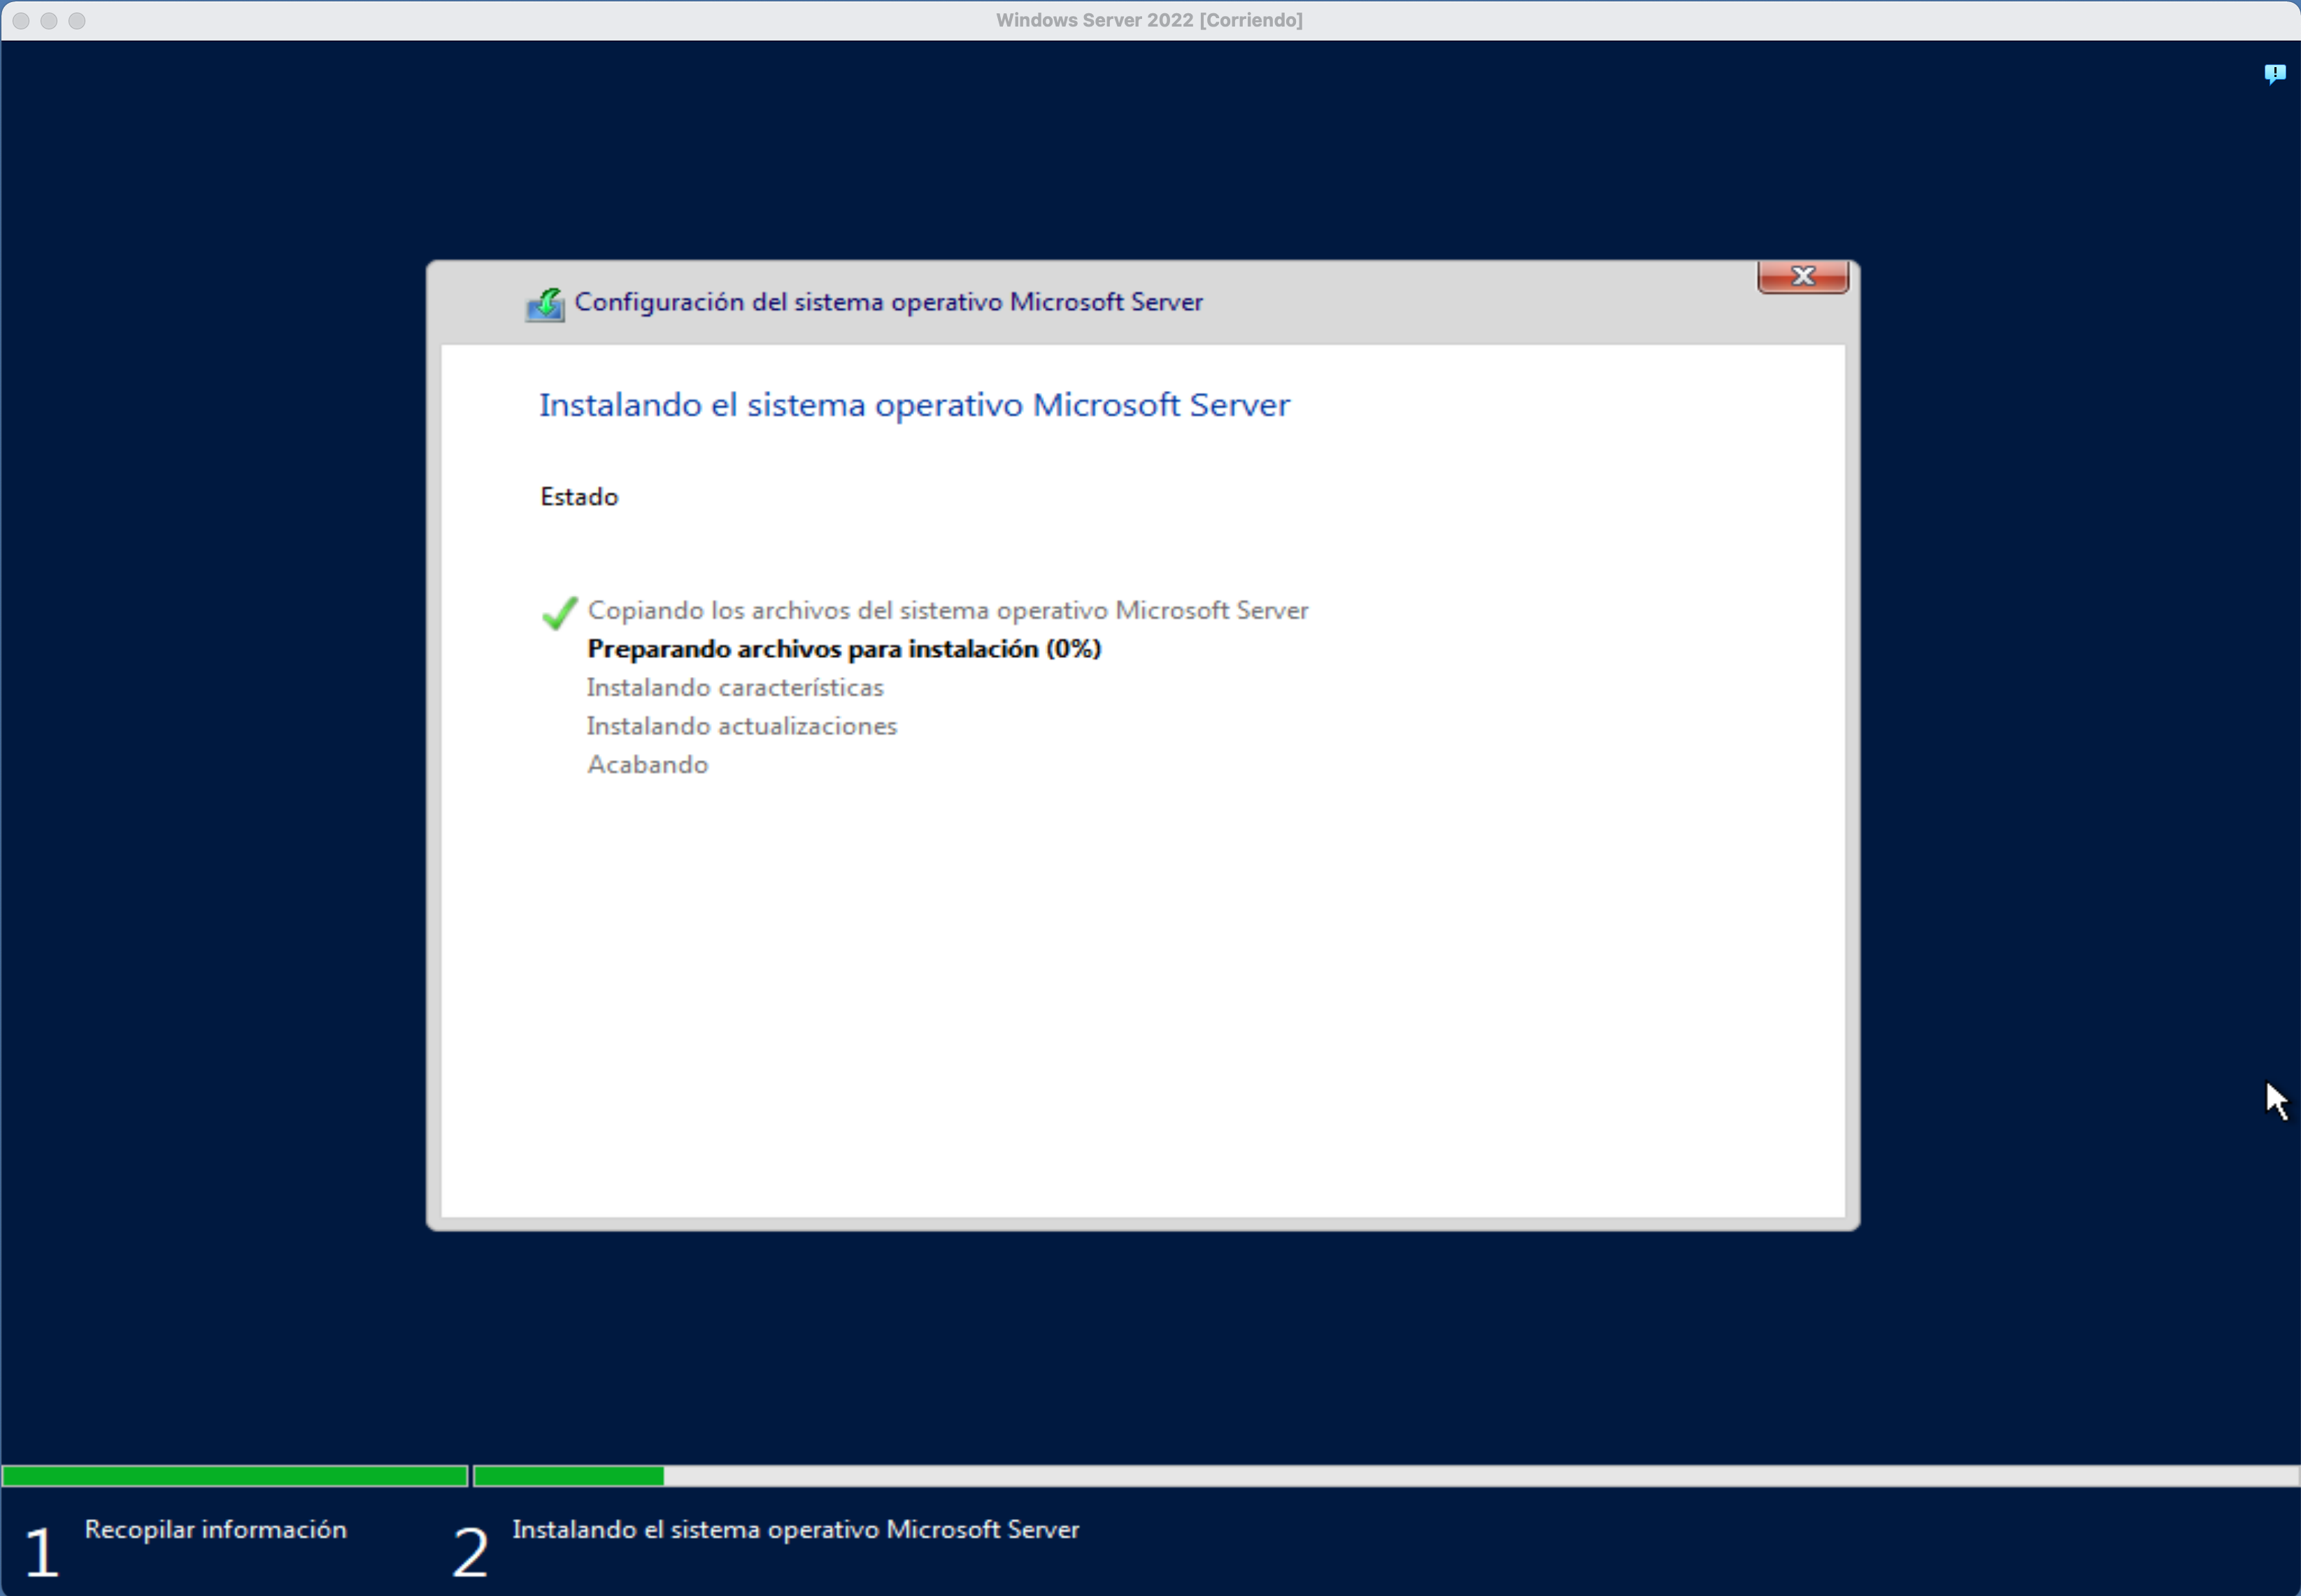 Windows Server 2022 [Corriendo]
Configuración del sistema operativo Microsoft Server
Instalando el sistema operativo Microsoft Server
Estado
Copiando los archivos del sistema operativo Microsoft Server
Preparando archivos para instalación (0%)
Instalando características
Instalando actualizaciones
Acabando
1 Recopilar información
2 Instalando el sistema operativo Microsoft Server